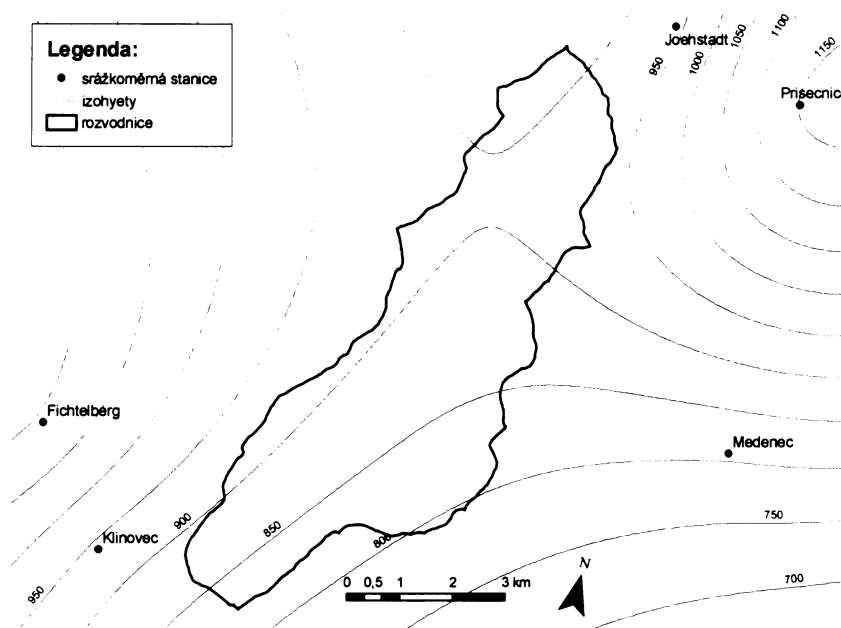 Legenda:
srážkoměrná stanice
izohyety
rozvodnice
Joehstadt
950
1000
1050
1100
1150
Prisecnic
Fichtelberg
Klinovec
950
900
850
800
Medenec
750
700
0 0,5 1 2 3 km
N